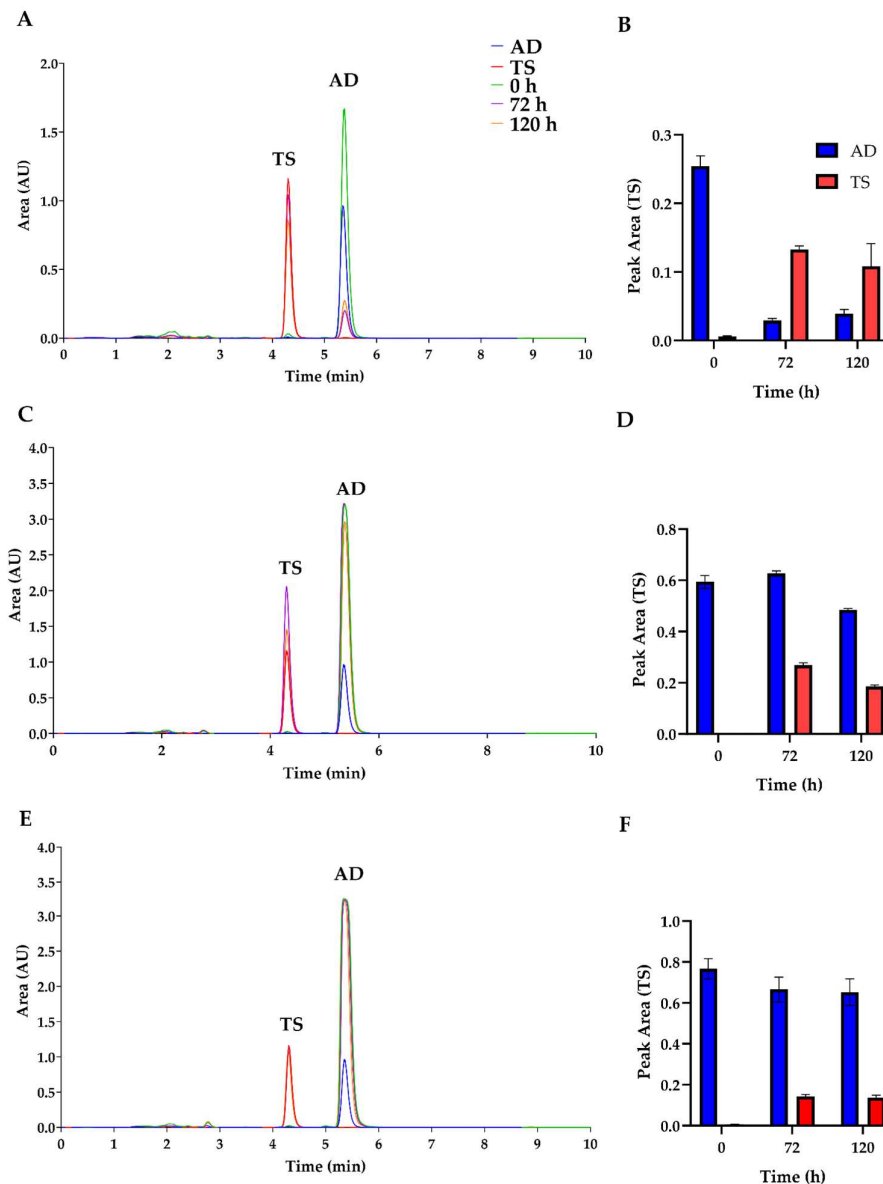 A
AD
TS
0 h
72 h
120 h
AD
TS
2.0
1.5
1.0
0.5
0.0
Area (AU)
0 1 2 3 4 5 6 7 8 9 10
Time (min)
B
AD
TS
0.3
0.2
0.1
0.0
Peak Area (TS)
0 72 120
Time (h)
C
AD
TS
4.0
3.5
3.0
2.5
2.0
1.5
1.0
0.5
0.0
Area (AU)
0 2 4 6 8 10
Time (min)
D
0.8
0.6
0.4
0.2
0.0
Peak Area (TS)
0 72 120
Time (h)
E
AD
TS
4.0
3.5
3.0
2.5
2.0
1.5
1.0
0.5
0.0
Area (AU)
0 1 2 3 4 5 6 7 8 9 10
Time (min)
F
1.0
0.8
0.6
0.4
0.2
0.0
Peak Area (TS)
0 72 120
Time (h)